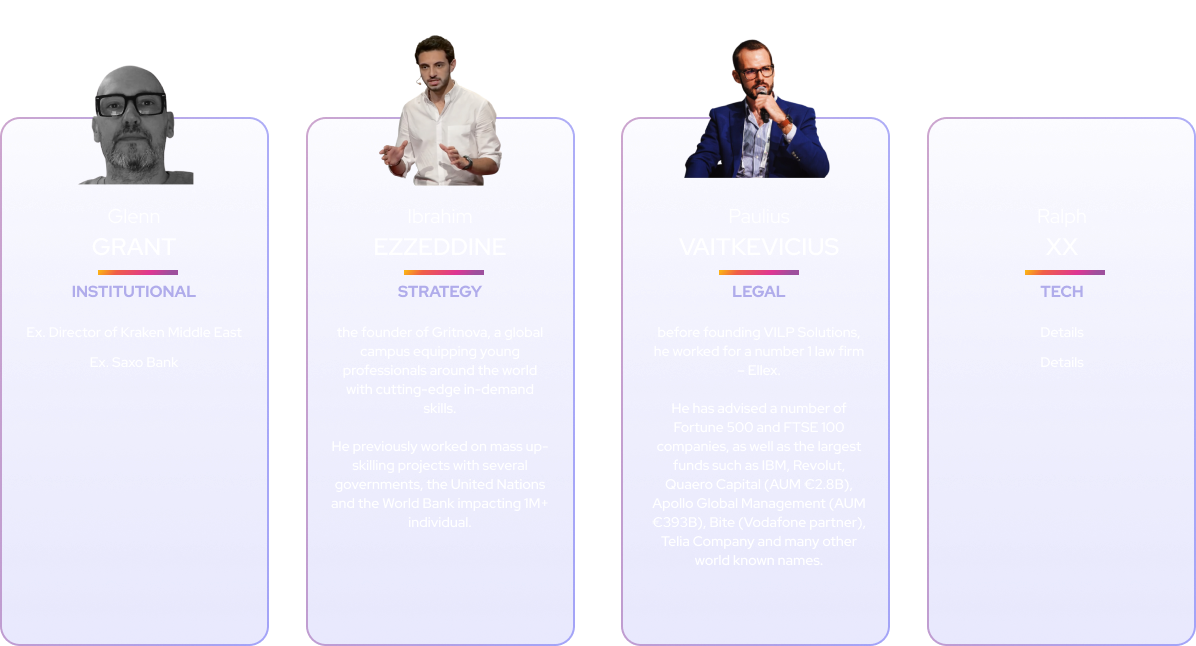 Glenn
GRANT
INSTITUTIONAL
Ex. Director of Kraken Middle East
Ex. Saxo Bank
Ibrahim
EZZEDDINE
STRATEGY
the founder of Gritnova, a global
campus equipping young
professionals around the world
with cutting-edge in-demand
skills.
He previously worked on mass up-
skilling projects with several
governments, the United Nations
and the World Bank impacting 1M+
individual.
Paulius
VAITKEVICIUS
LEGAL
before founding VILP Solutions,
he worked for a number 1 law firm
- Ellex.
He has advised a number of
Fortune 500 and FTSE 100
companies, as well as the largest
funds such as IBM, Revolut,
Quaero Capital (AUM €2.8B),
Apollo Global Management (AUM
€393B), Bite (Vodafone partner),
Telia Company and many other
world known names.
Ralph
XX
TECH
Details
Details